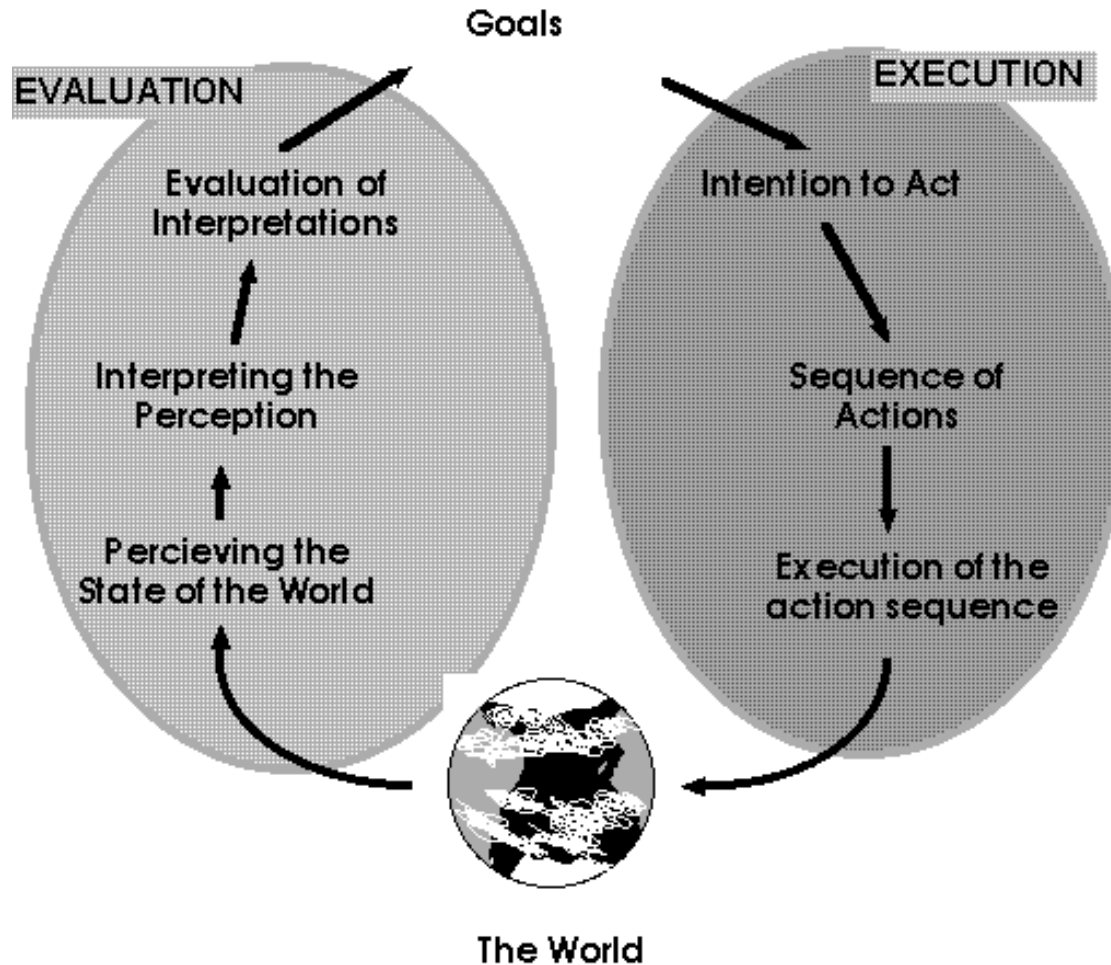 Goals
EVALUATION
EXECUTION
Evaluation of
Interpretations
Intention to Act
Interpreting the
Perception
Sequence of
Actions
Percieving the
State of the World
Execution of the
action sequence
The World